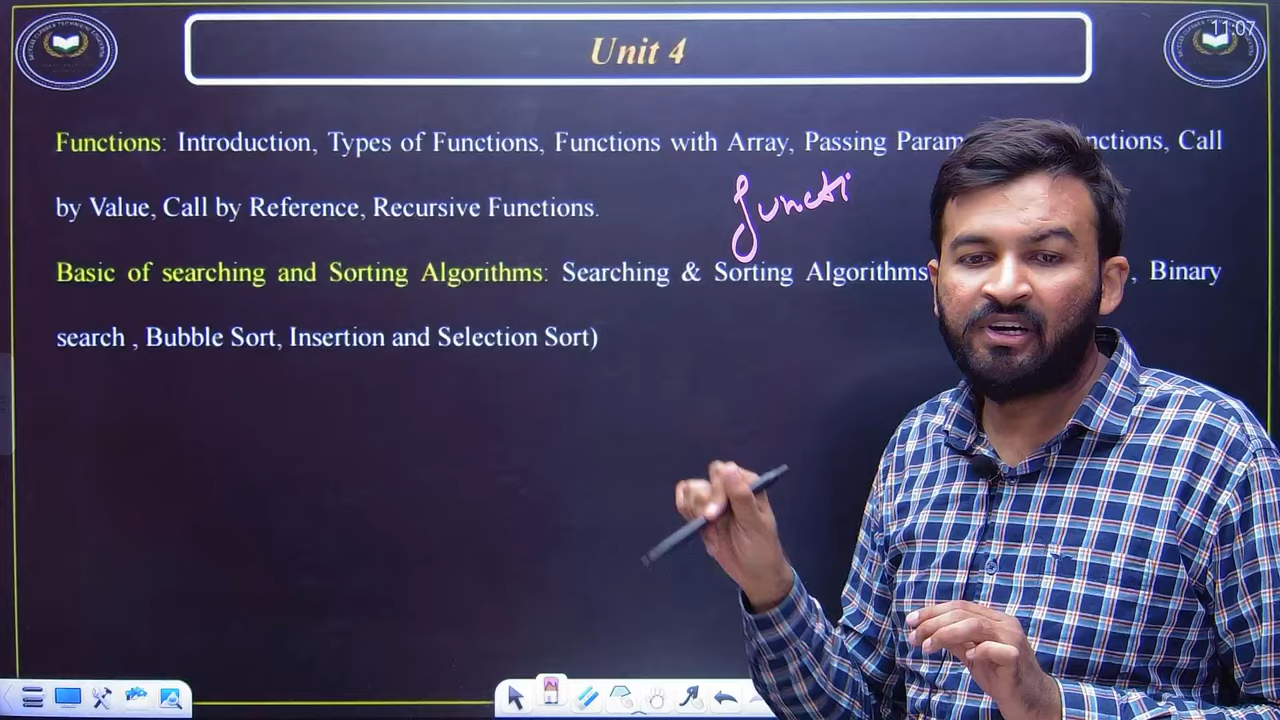 11:07
Unit 4
Functions: Introduction, Types of Functions, Functions with Array, Passing Param nctions, Call
functi
by Value, Call by Reference, Recursive Functions.
Basic of searching and Sorting Algorithms: Searching & Sorting Algorithms , Binary
search , Bubble Sort, Insertion and Selection Sort)